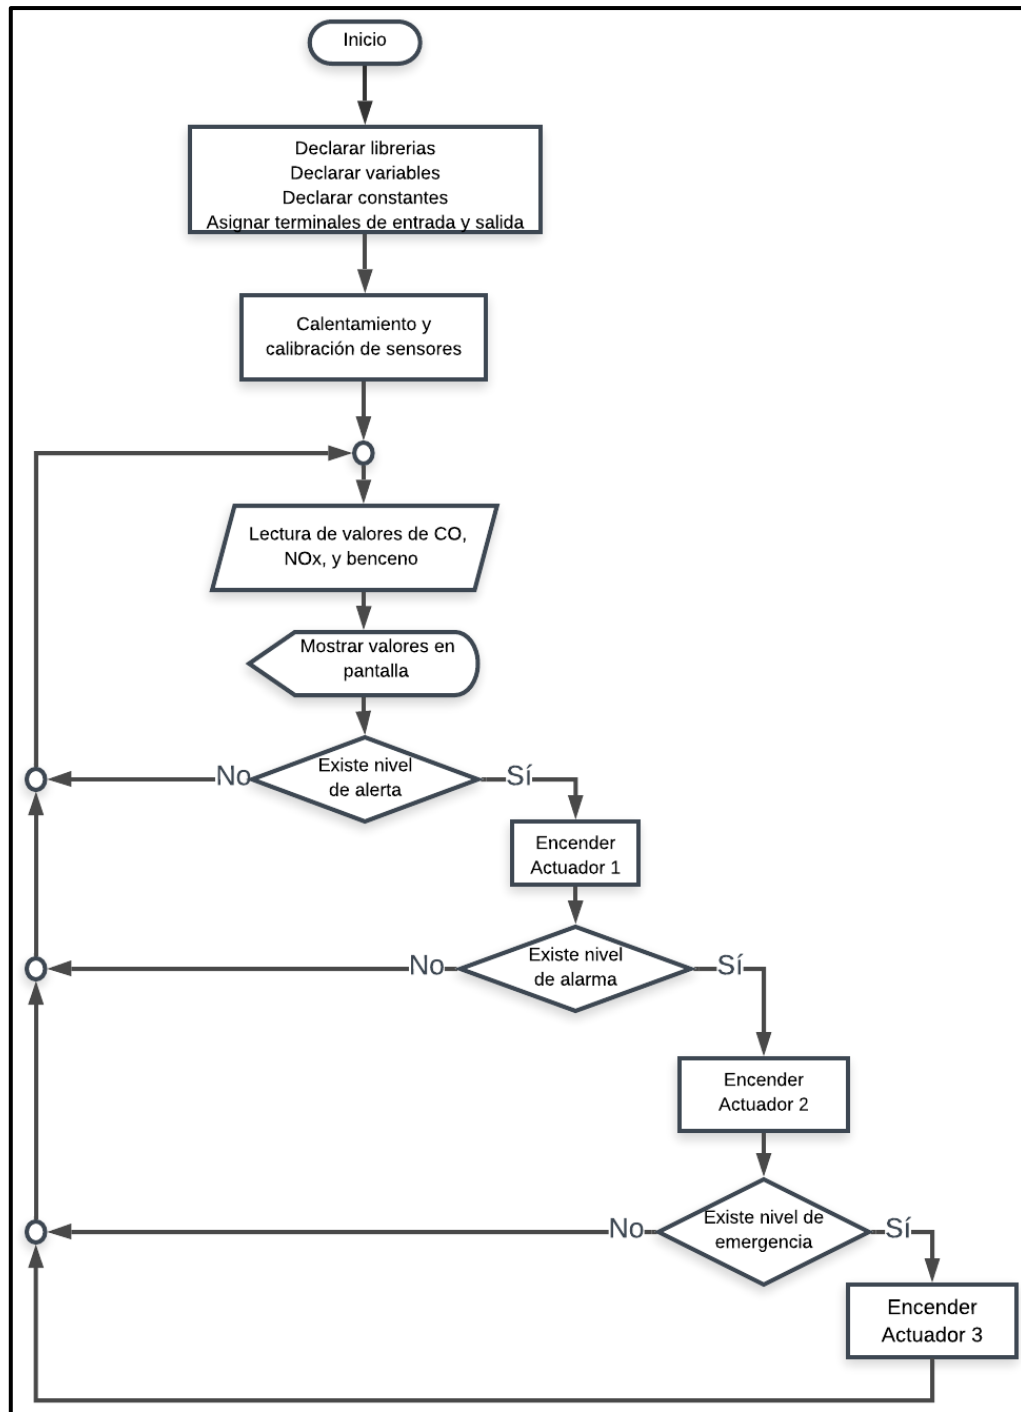 Inicio
Declarar librerias
Declarar variables
Declarar constantes
Asignar terminales de entrada y salida
Calentamiento y
calibración de sensores
Lectura de valores de CO,
NOx, y benceno
Mostrar valores en
pantalla
Existe nivel
de alerta
No
Sí
Encender
Actuador 1
Existe nivel
de alarma
No
Sí
Encender
Actuador 2
Existe nivel de
emergencia
No
Sí
Encender
Actuador 3